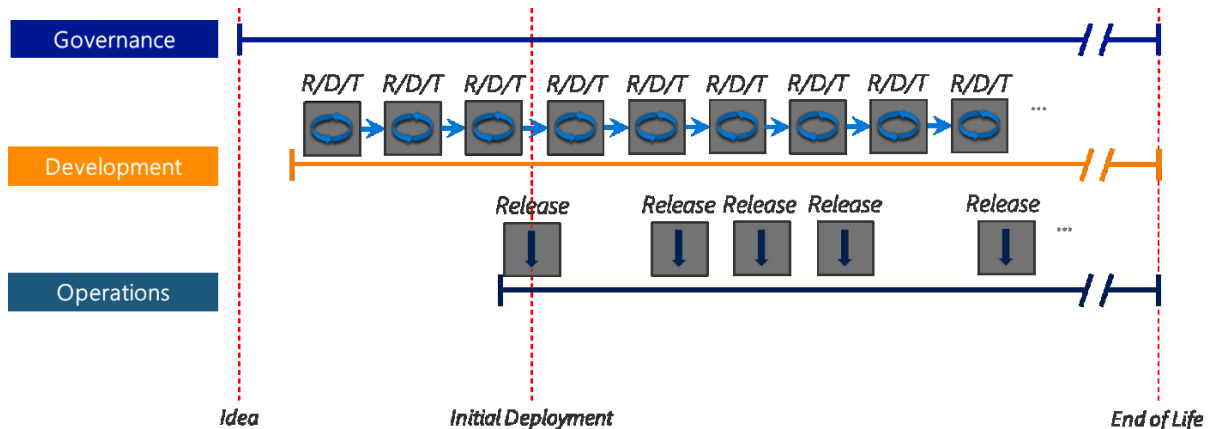 Governance
R/D/T R/D/T R/D/T R/D/T R/D/T R/D/T R/D/T R/D/T R/D/T
...
Development
Release Release Release Release Release
...
Operations
Idea Initial Deployment End of Life